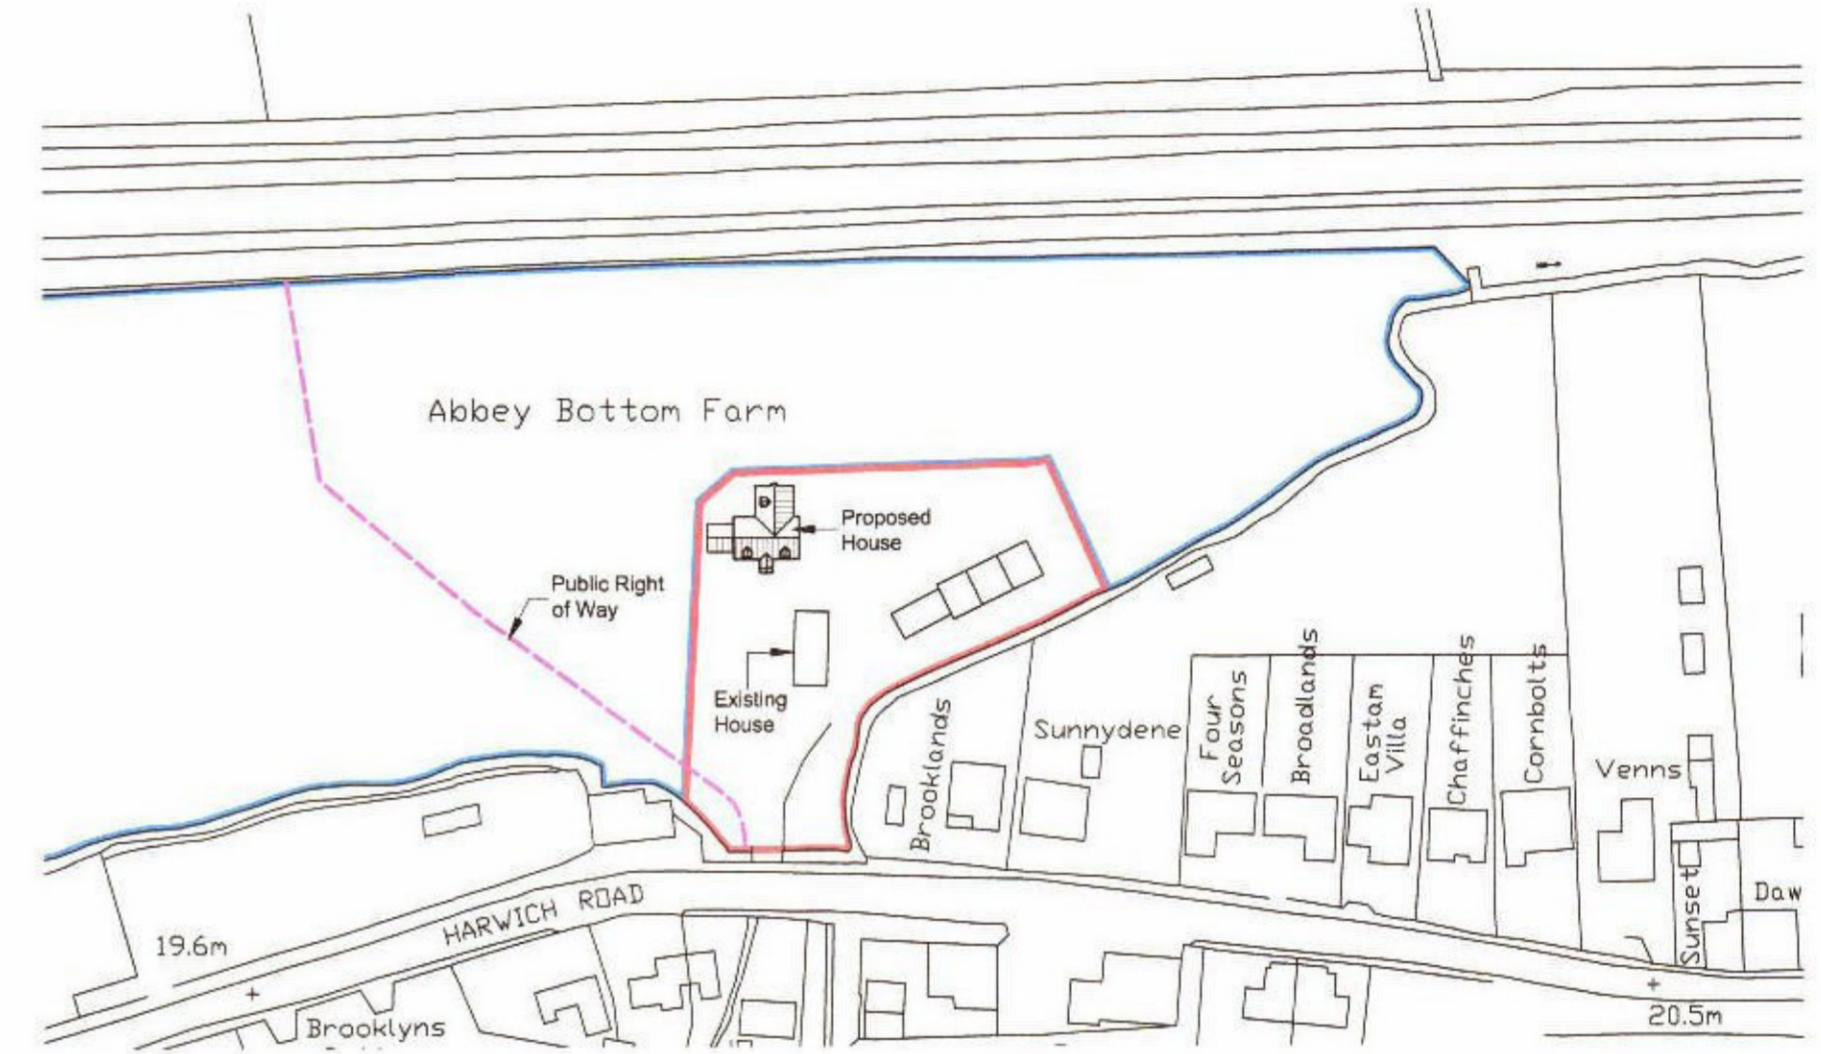 Abbey Bottom Farm
Proposed
House
Public Right
of Way
Existing
House
Brooklands
Sunnydene
Four
Seasons
Broadlands
Eastam
Villa
Chaffinches
Cornbolts
Venns
Sunset
Daw
HARWICH ROAD
19.6m
20.5m
Brooklyns